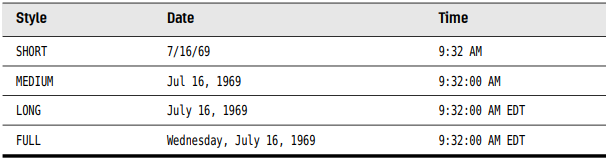 Style Date Time
SHORT 7/16/69 9:32 AM
MEDIUM Jul 16, 1969 9:32:00 AM
LONG July 16, 1969 9:32:00 AM EDT
FULL Wednesday, July 16, 1969 9:32:00 AM EDT